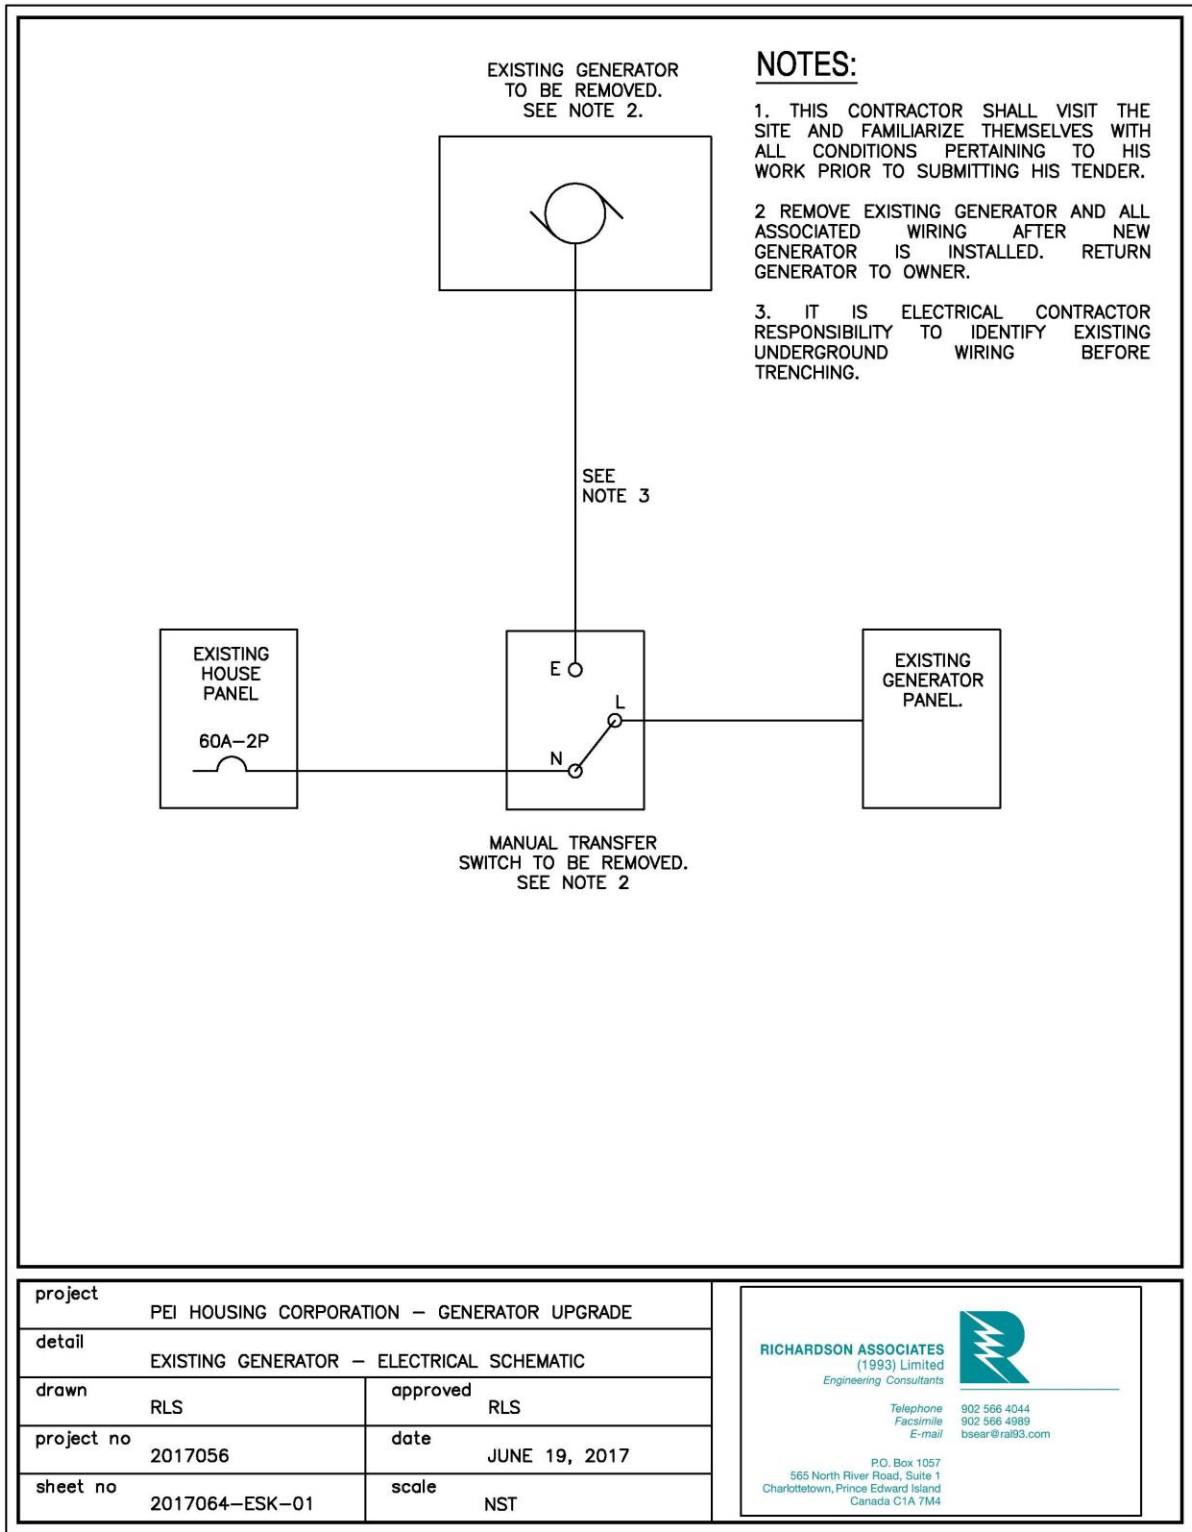 EXISTING GENERATOR
TO BE REMOVED.
SEE NOTE 2.
NOTES:
1. THIS CONTRACTOR SHALL VISIT THE
SITE AND FAMILIARIZE THEMSELVES WITH
ALL CONDITIONS PERTAINING TO HIS
WORK PRIOR TO SUBMITTING HIS TENDER.
2 REMOVE EXISTING GENERATOR AND ALL
ASSOCIATED WIRING AFTER NEW
GENERATOR IS INSTALLED. RETURN
GENERATOR TO OWNER.
3. IT IS ELECTRICAL CONTRACTOR
RESPONSIBILITY TO IDENTIFY EXISTING
UNDERGROUND WIRING BEFORE
TRENCHING.
SEE
NOTE 3
EXISTING
HOUSE
PANEL
60A-2P
E
L
N
EXISTING
GENERATOR
PANEL.
MANUAL TRANSFER
SWITCH TO BE REMOVED.
SEE NOTE 2
project
PEI HOUSING CORPORATION - GENERATOR UPGRADE
detail
EXISTING GENERATOR - ELECTRICAL SCHEMATIC
drawn
RLS
approved
RLS
project no
2017056
date
JUNE 19, 2017
sheet no
2017064-ESK-01
scale
NST
RICHARDSON ASSOCIATES
(1993) Limited
Engineering Consultants
R
Telephone 902 566 4044
Facsimile 902 566 4989
E-mail bsear@ral93.com
P.O. Box 1057
565 North River Road, Suite 1
Charlottetown, Prince Edward Island
Canada C1A 7M4